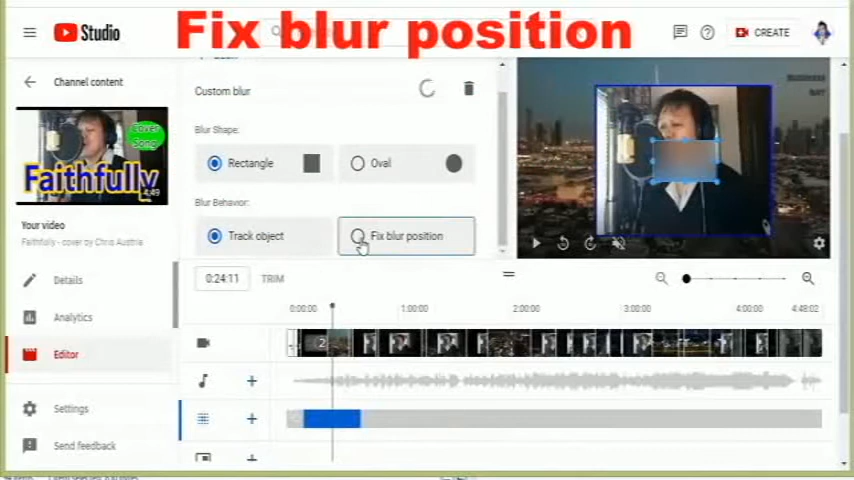 Fix blur position
Studio
CREATE
Channel content
Custom blur
Blur Shape:
Rectangle
Oval
Blur Behavior:
Track object
Fix blur position
Cover
Song
Faithfully
4:49
Your video
Faithfully - cover by Chris Austria
Details
Analytics
Editor
Settings
Send feedback
0:24:11
TRIM
0:00:00
1:00:00
2:00:00
3:00:00
4:00:00
4:48:02
2